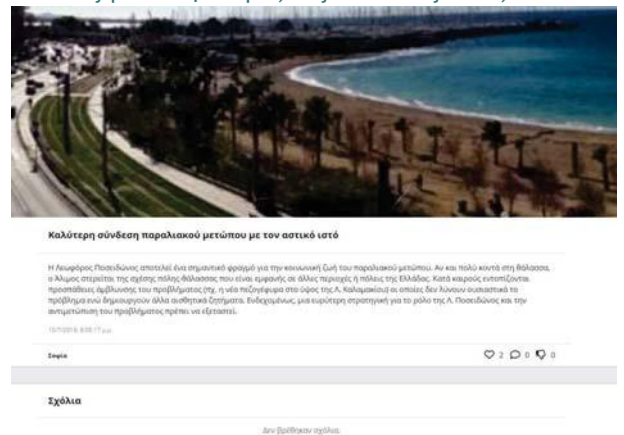 Καλύτερη σύνδεση παραλιακού μετώπου με τον αστικό ιστό
Η Λεωφόρος Ποσειδώνος αποτελεί ένα σημαντικό φραγμό για την κοινωνική ζωή του παραλιακού μετώπου. Αν και πολύ κοντά στη θάλασσα,
ο Άλιμος στερείται της σχέσης πόλης-θάλασσας που είναι εμφανής σε άλλες περιοχές ή πόλεις της Ελλάδας. Κατά καιρούς εντοπίζονται
προσπάθειες άμβλυνσης του προβλήματος (πχ. η νέα πεζογέφυρα στο ύψος της Λ. Καλαμακίου) οι οποίες δεν λύνουν ουσιαστικά το
πρόβλημα ενώ δημιουργούν άλλα αισθητικά ζητήματα. Ενδεχομένως, μια ευρύτερη στρατηγική για το ρόλο της Λ. Ποσειδώνος και την
αντιμετώπιση του προβλήματος πρέπει να εξεταστεί.
Σοφία
2 0 0
Σχόλια
Δεν βρέθηκαν σχόλια.